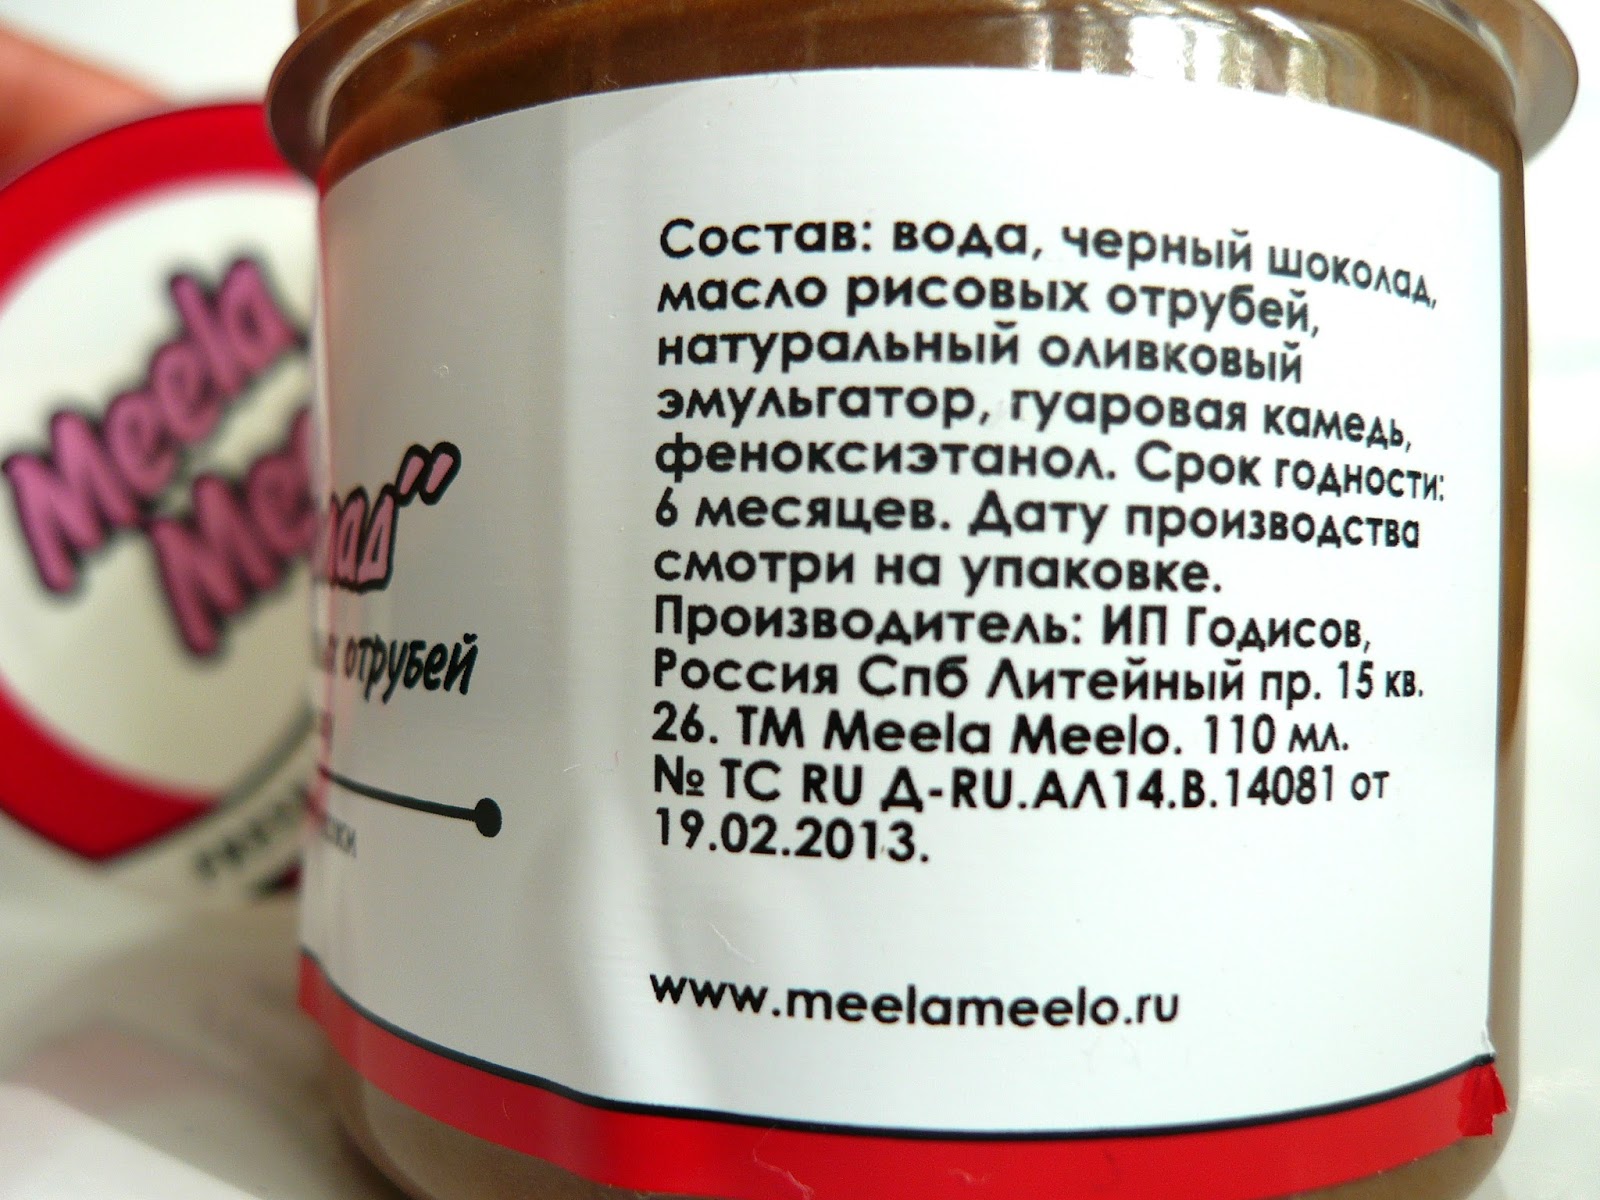 Meela
отрубей
Состав: вода, черный шоколад,
масло рисовых отрубей,
натуральный оливковый
эмульгатор, гуаровая камедь,
феноксиэтанол. Срок годности:
6 месяцев. Дату производства
смотри на упаковке.
Производитель: ИП Годисов,
Россия Спб Литейный пр. 15 кв.
26. TM Meela Meelo. 110 мл.
№ ТС RU Д-RU.АЛ14.В.14081 от
19.02.2013.
www.meelameelo.ru